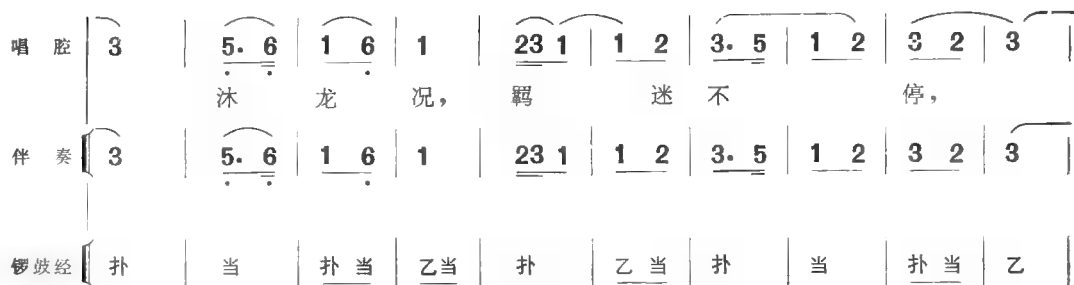 唱腔 3 | 5. 6 | 1 6 | 1 | 23 1 | 1 2 | 3. 5 | 1 2 | 3 2 | 3 |
沐 龙 况， 羁 迷 不 停，
伴奏 3 | 5. 6 | 1 6 | 1 | 23 1 | 1 2 | 3. 5 | 1 2 | 3 2 | 3 |
锣鼓经 扑 | 当 | 扑 当 | 乙当 | 扑 | 乙 当 | 扑 | 当 | 扑 当 | 乙 |